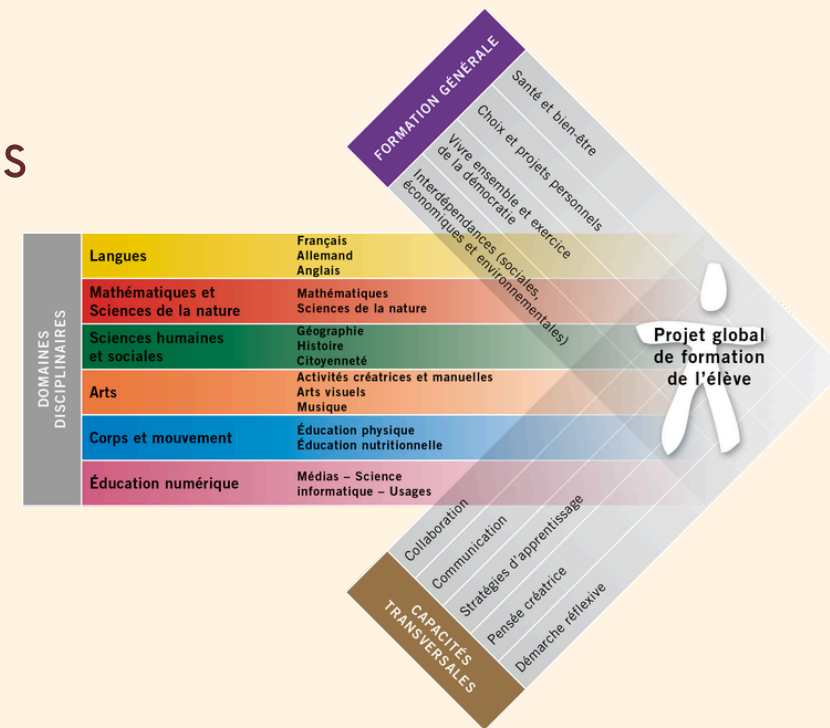 s
FORMATION GÉNÉRALE
Santé et bien-être
Choix et projets personnels
Vivre ensemble et exercice
de la démocratie
Interdépendances (sociales,
économiques et environnementales)
DOMAINES
DISCIPLINAIRES
Langues
Français
Allemand
Anglais
Mathématiques et
Sciences de la nature
Mathématiques
Sciences de la nature
Sciences humaines
et sociales
Géographie
Histoire
Citoyenneté
Arts
Activités créatrices et manuelles
Arts visuels
Musique
Corps et mouvement
Éducation physique
Éducation nutritionnelle
Éducation numérique
Médias – Science
informatique – Usages
Projet global
de formation
de l'élève
Collaboration
Communication
Stratégies d'apprentissage
Pensée créatrice
Démarche réflexive
CAPACITÉS
TRANSVERSALES